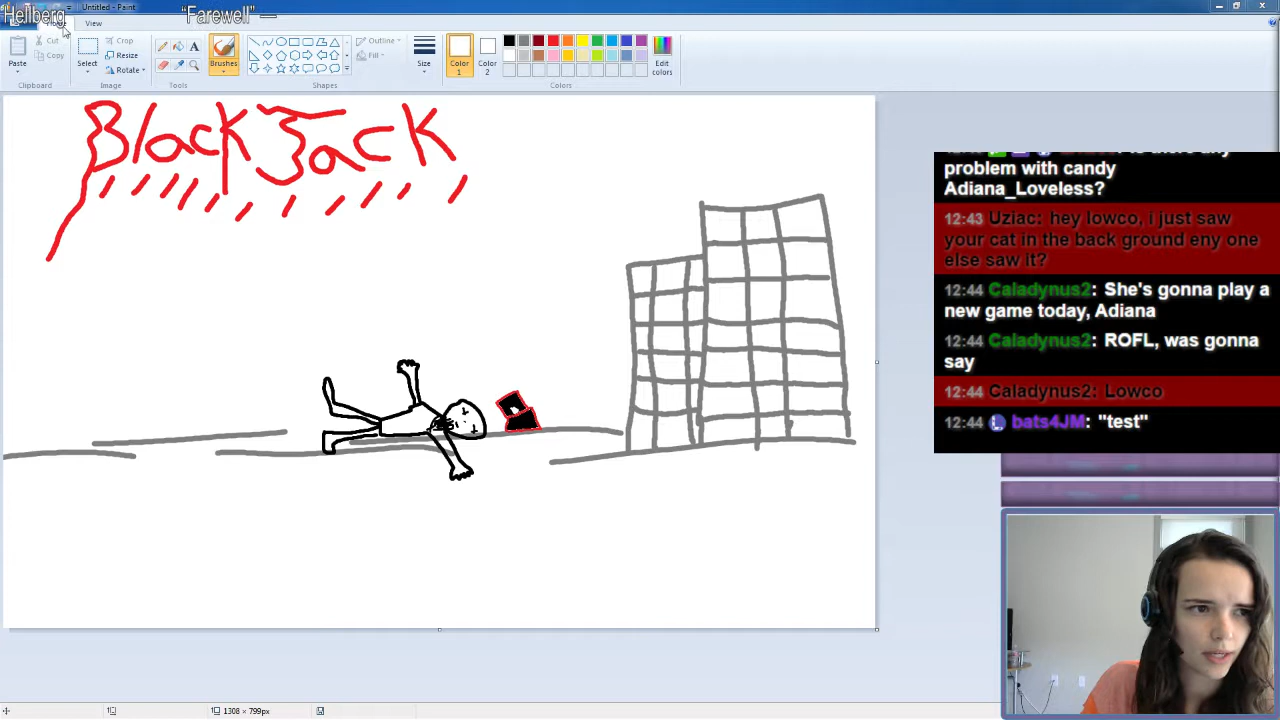 Hellberg "Farewell" —
Untitled - Paint
Home View
Cut
Copy
Paste
Clipboard
Crop
Resize
Rotate
Select
Image
Tools
Brushes
Outline
Fill
Shapes
Size
Color 1
Color 2
Edit colors
Colors
BlackJack
problem with candy
Adiana_Loveless?
12:43 Uziac: hey lowco, i just saw
your cat in the back ground eny one
else saw it?
12:44 Caladynus2: She's gonna play a
new game today, Adiana
12:44 Caladynus2: ROFL, was gonna
say
12:44 Caladynus2: Lowco
12:44 bats4JM: "test"
1308 × 799px